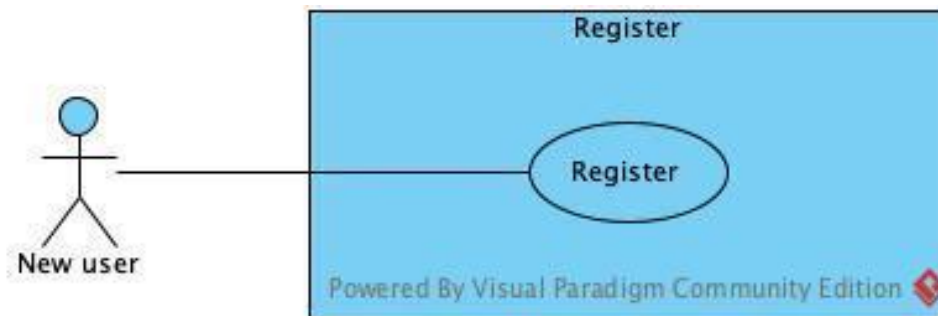 Register
Register
New user
Powered By Visual Paradigm Community Edition